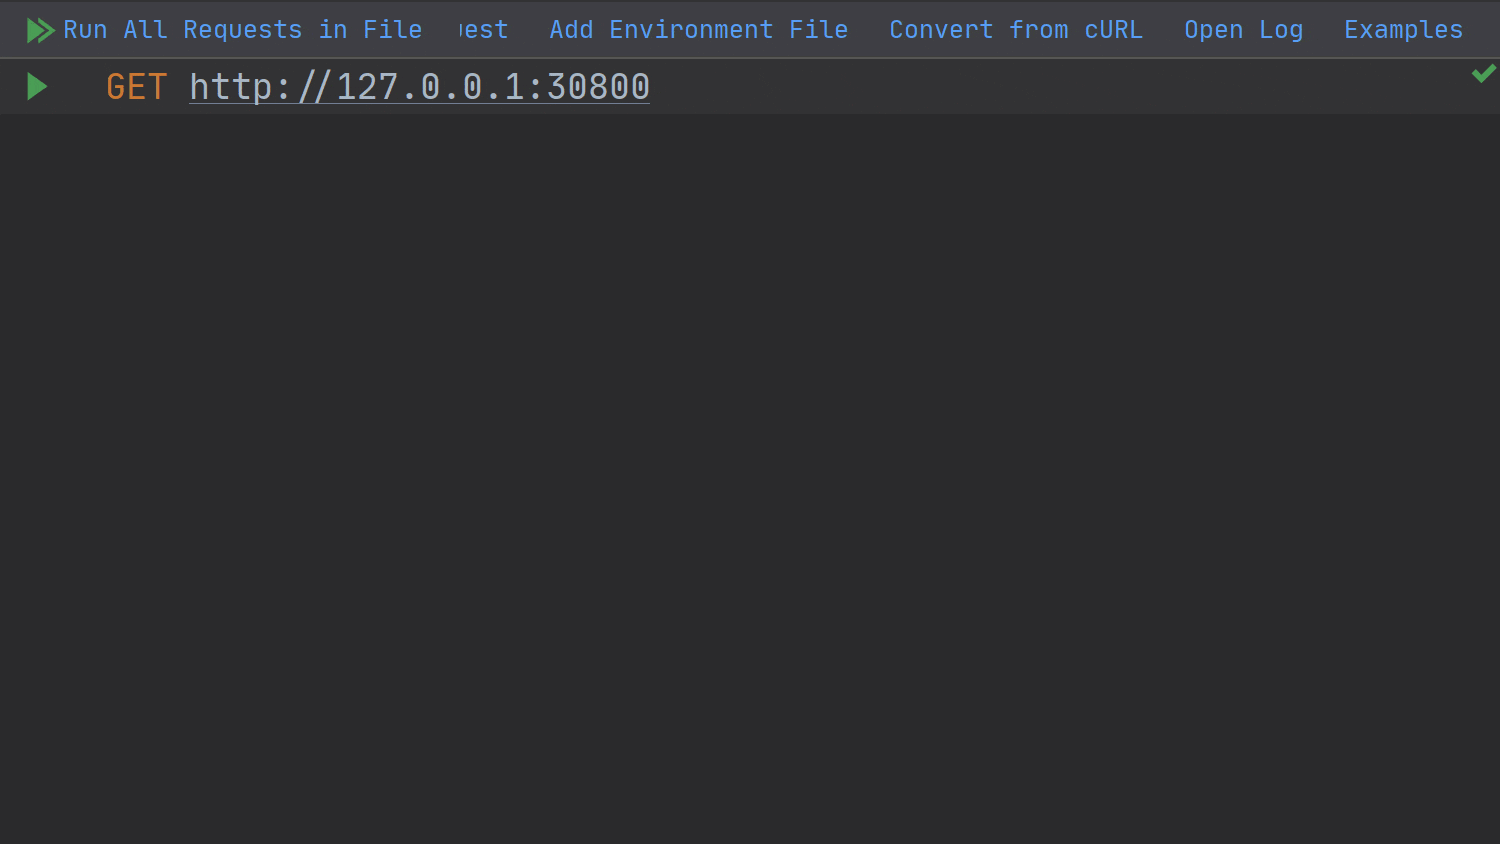 Run All Requests in File est Add Environment File Convert from cURL Open Log Examples
GET http://127.0.0.1:30800